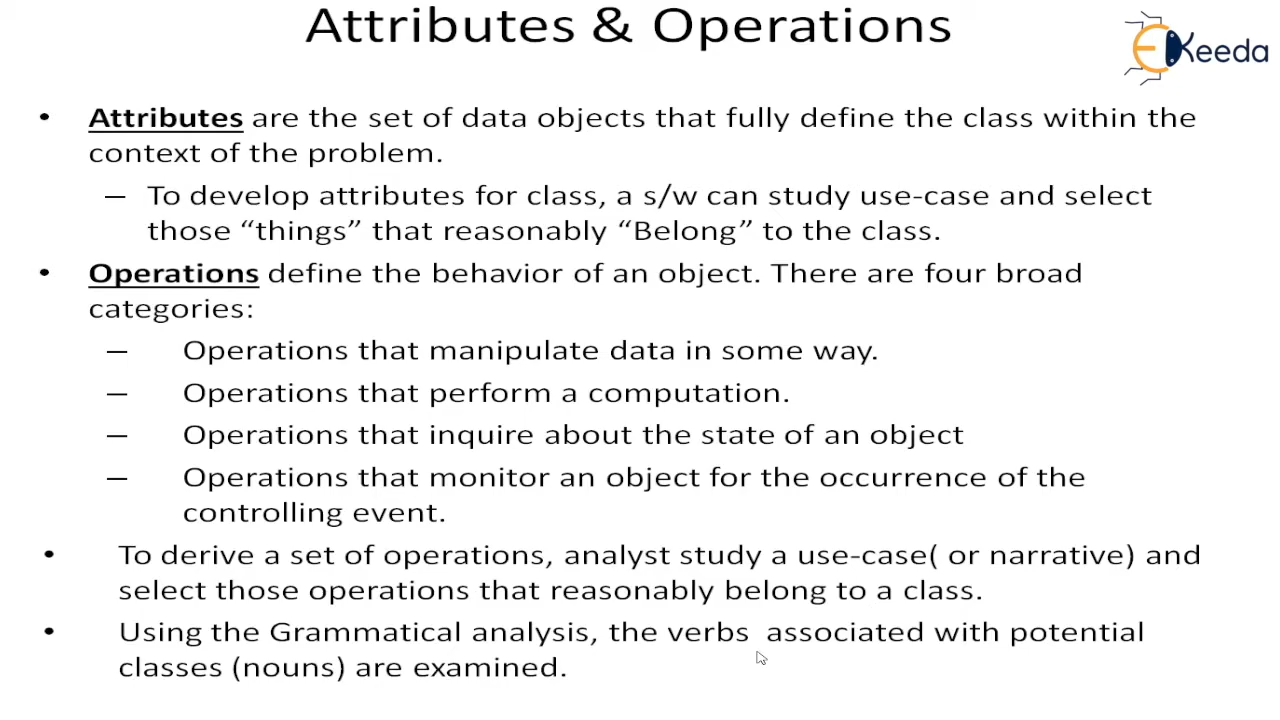 Attributes & Operations
EKeeda
• Attributes are the set of data objects that fully define the class within the
context of the problem.
– To develop attributes for class, a s/w can study use-case and select
those “things” that reasonably “Belong” to the class.
• Operations define the behavior of an object. There are four broad
categories:
– Operations that manipulate data in some way.
– Operations that perform a computation.
– Operations that inquire about the state of an object
– Operations that monitor an object for the occurrence of the
controlling event.
• To derive a set of operations, analyst study a use-case( or narrative) and
select those operations that reasonably belong to a class.
• Using the Grammatical analysis, the verbs associated with potential
classes (nouns) are examined.